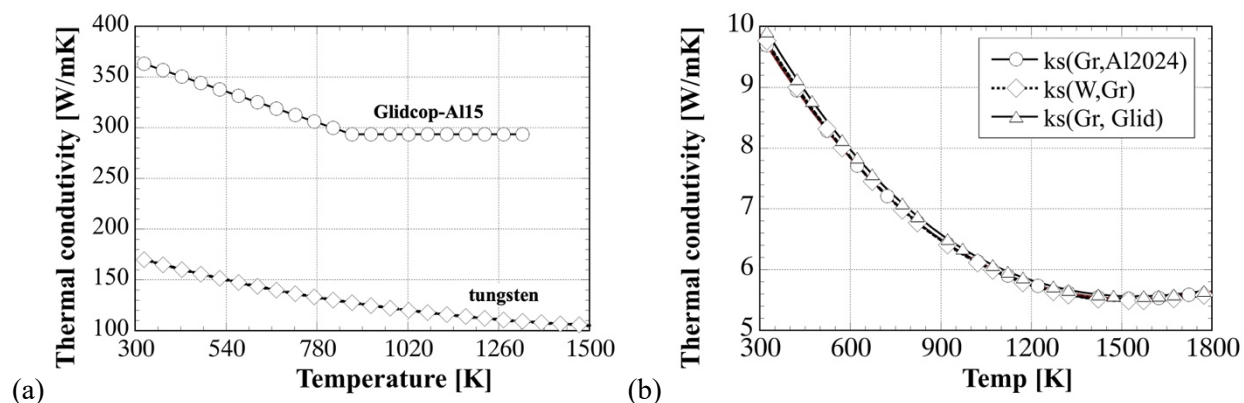 400
350
300
250
200
150
100
Thermal condutivity [W/mK]
Glidcop-Al15
tungsten
300 540 780 1020 1260 1500
Temperature [K]
(a)
10
9
8
7
6
5
Thermal conductivity [W/mK]
ks(Gr,Al2024)
ks(W,Gr)
ks(Gr, Glid)
300 600 900 1200 1500 1800
Temp [K]
(b)